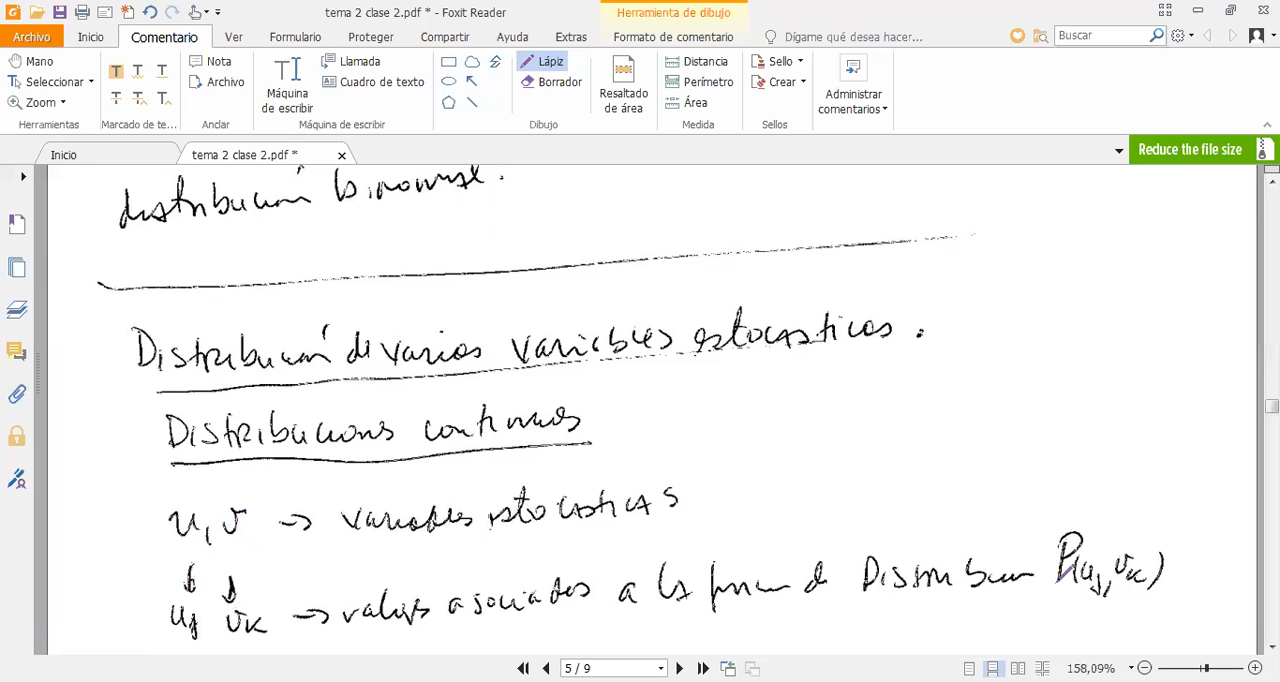 tema 2 clase 2.pdf * - Foxit Reader
Herramienta de dibujo
Archivo Inicio Comentario Ver Formulario Proteger Compartir Ayuda Extras Formato de comentario Dígame qué desea hacer... Buscar
Mano
Seleccionar
Zoom
Herramientas
T T T
T T T
Marcado de te...
Nota
Archivo
Anclar
Máquina de escribir
Llamada
Cuadro de texto
Máquina de escribir
Lápiz
Borrador
Dibujo
Resaltado de área
Distancia
Perímetro
Área
Medida
Sello
Crear
Sellos
Administrar comentarios
Inicio
tema 2 clase 2.pdf *
Reduce the file size
distribución binomial.
Distribución de varias variables estocasticas.
Distribuciones continuas
u, v → variables estocasticas
↓ ↓
uj vk → valores asociados a la de Distribucion P(uj, vk)
5 / 9
158,09%